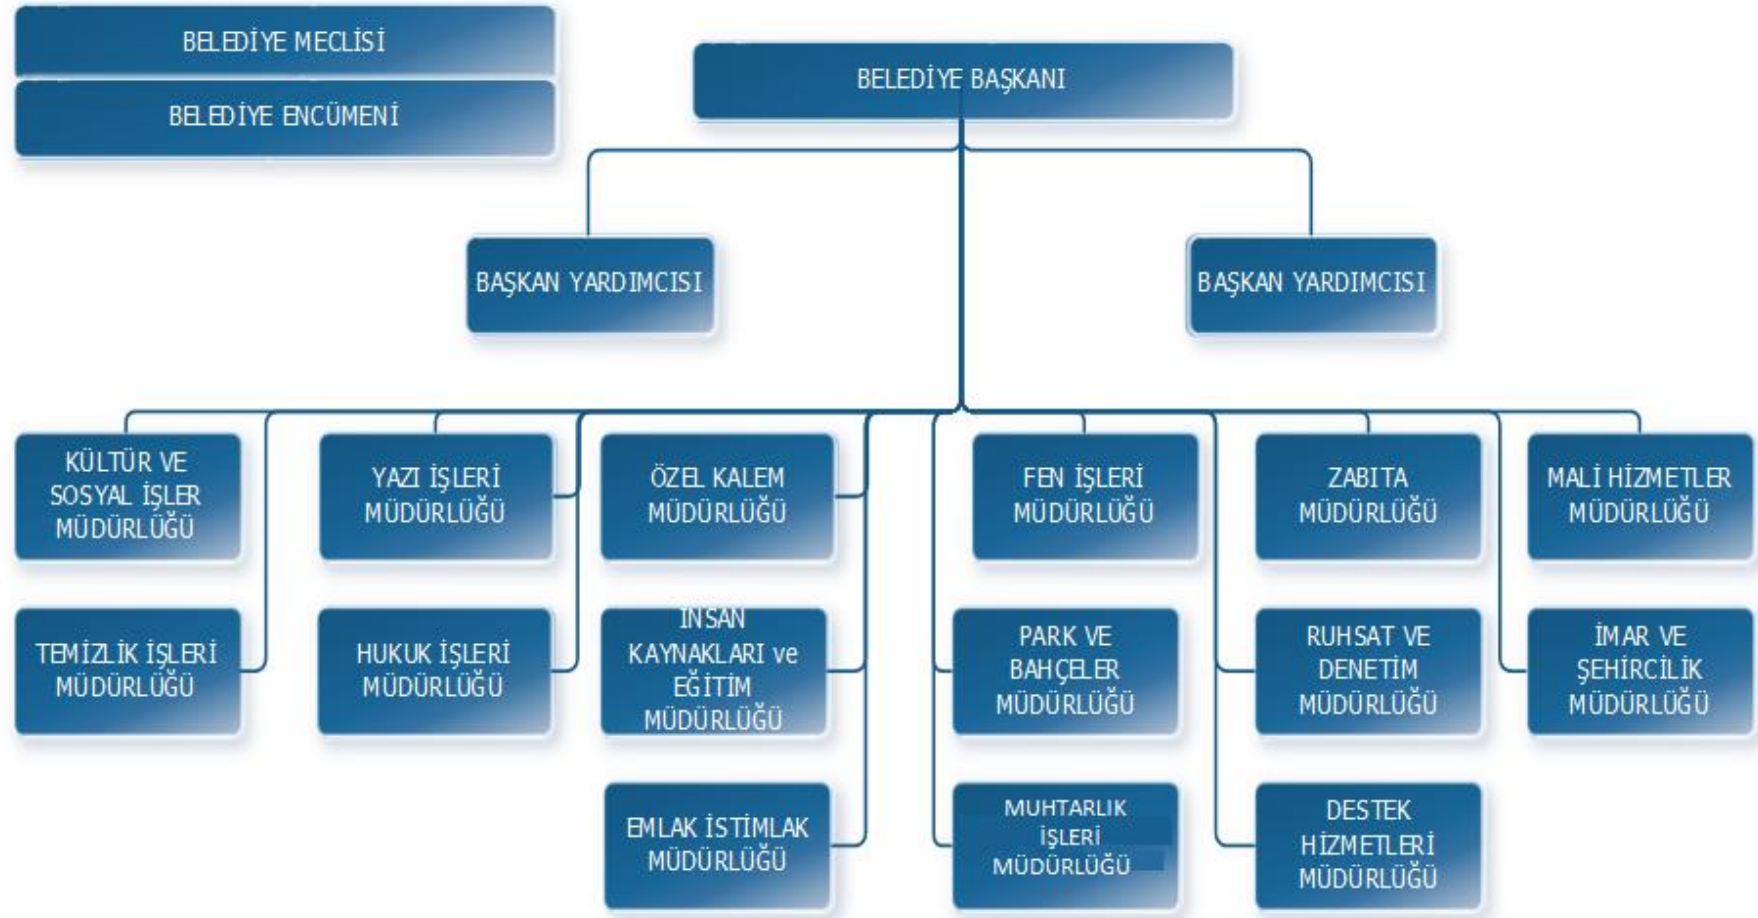 BELEDİYE MECLİSİ
BELEDİYE ENCÜMENİ
BELEDİYE BAŞKANI
BAŞKAN YARDIMCISI
BAŞKAN YARDIMCISI
KÜLTÜR VE
SOSYAL İŞLER
MÜDÜRLÜĞÜ
YAZI İŞLERİ
MÜDÜRLÜĞÜ
ÖZEL KALEM
MÜDÜRLÜĞÜ
FEN İŞLERİ
MÜDÜRLÜĞÜ
ZABITA
MÜDÜRLÜĞÜ
MALİ HİZMETLER
MÜDÜRLÜĞÜ
TEMİZLİK İŞLERİ
MÜDÜRLÜĞÜ
HUKUK İŞLERİ
MÜDÜRLÜĞÜ
İNSAN
KAYNAKLARI ve
EĞİTİM
MÜDÜRLÜĞÜ
PARK VE
BAHÇELER
MÜDÜRLÜĞÜ
RUHSAT VE
DENETİM
MÜDÜRLÜĞÜ
İMAR VE
ŞEHİRCİLİK
MÜDÜRLÜĞÜ
EMLAK İSTİMLAK
MÜDÜRLÜĞÜ
MUHTARLIK
İŞLERİ
MÜDÜRLÜĞÜ
DESTEK
HİZMETLERİ
MÜDÜRLÜĞÜ